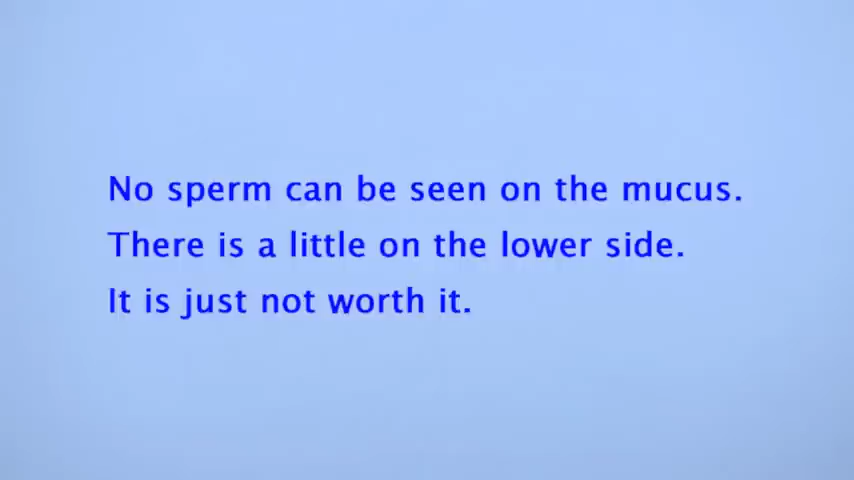 No sperm can be seen on the mucus.
There is a little on the lower side.
It is just not worth it.